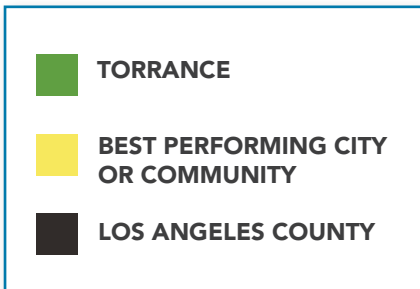 TORRANCE
BEST PERFORMING CITY
OR COMMUNITY
LOS ANGELES COUNTY